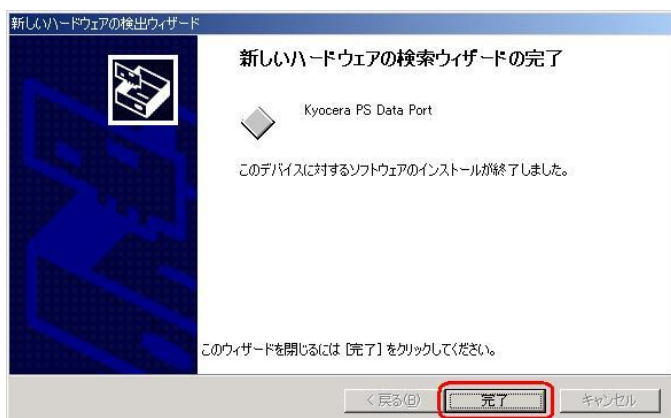 新しいハードウェアの検出ウィザード
新しいハードウェアの検索ウィザードの完了
Kyocera PS Data Port
このデバイスに対するソフトウェアのインストールが終了しました。
このウィザードを閉じるには [完了] をクリックしてください。
< 戻る(B) 完了 キャンセル